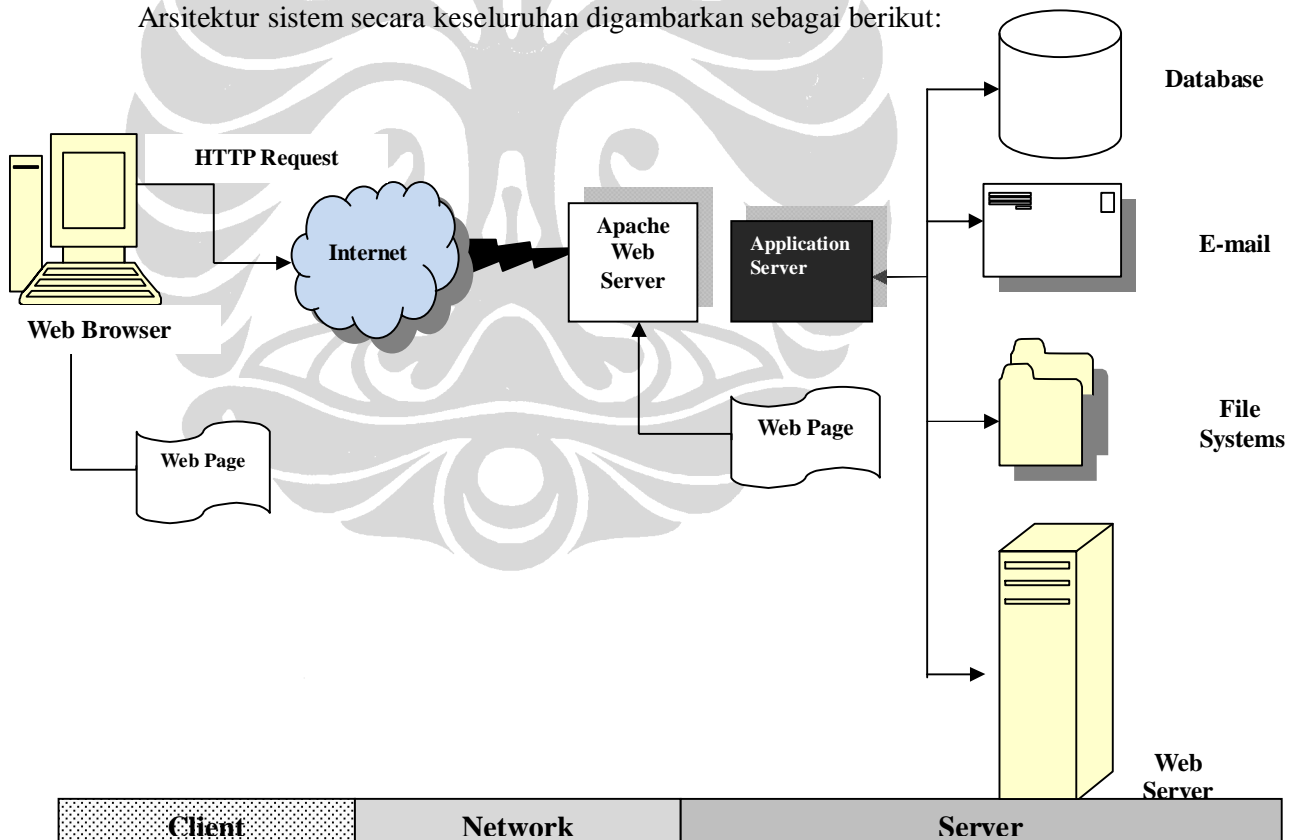 Arsitektur sistem secara keseluruhan digambarkan sebagai berikut:
Database
HTTP Request
Apache
Web
Server
Application
Server
Internet
E-mail
Web Browser
File
Systems
Web Page
Web Page
Web
Server
Client
Network
Server